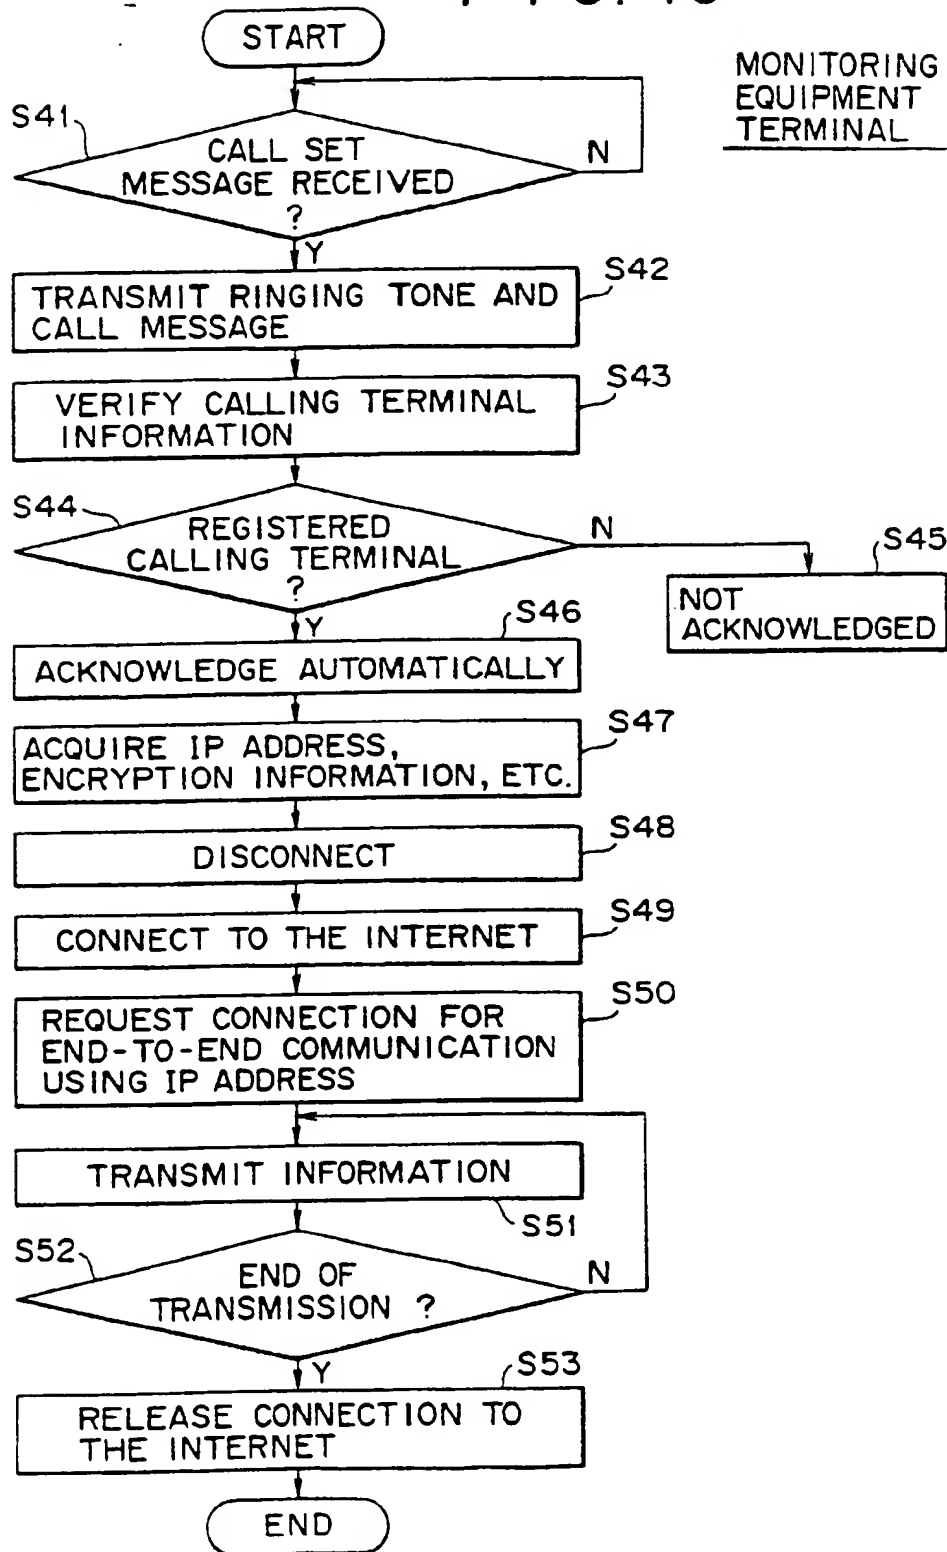 START
MONITORING
EQUIPMENT
TERMINAL
S41
CALL SET
MESSAGE RECEIVED
?
N
Y
S42
TRANSMIT RINGING TONE AND
CALL MESSAGE
S43
VERIFY CALLING TERMINAL
INFORMATION
S44
REGISTERED
CALLING TERMINAL
?
N
S45
NOT
ACKNOWLEDGED
Y
S46
ACKNOWLEDGE AUTOMATICALLY
S47
ACQUIRE IP ADDRESS,
ENCRYPTION INFORMATION, ETC.
S48
DISCONNECT
S49
CONNECT TO THE INTERNET
S50
REQUEST CONNECTION FOR
END-TO-END COMMUNICATION
USING IP ADDRESS
TRANSMIT INFORMATION
S51
S52
END OF
TRANSMISSION ?
N
Y
S53
RELEASE CONNECTION TO
THE INTERNET
END